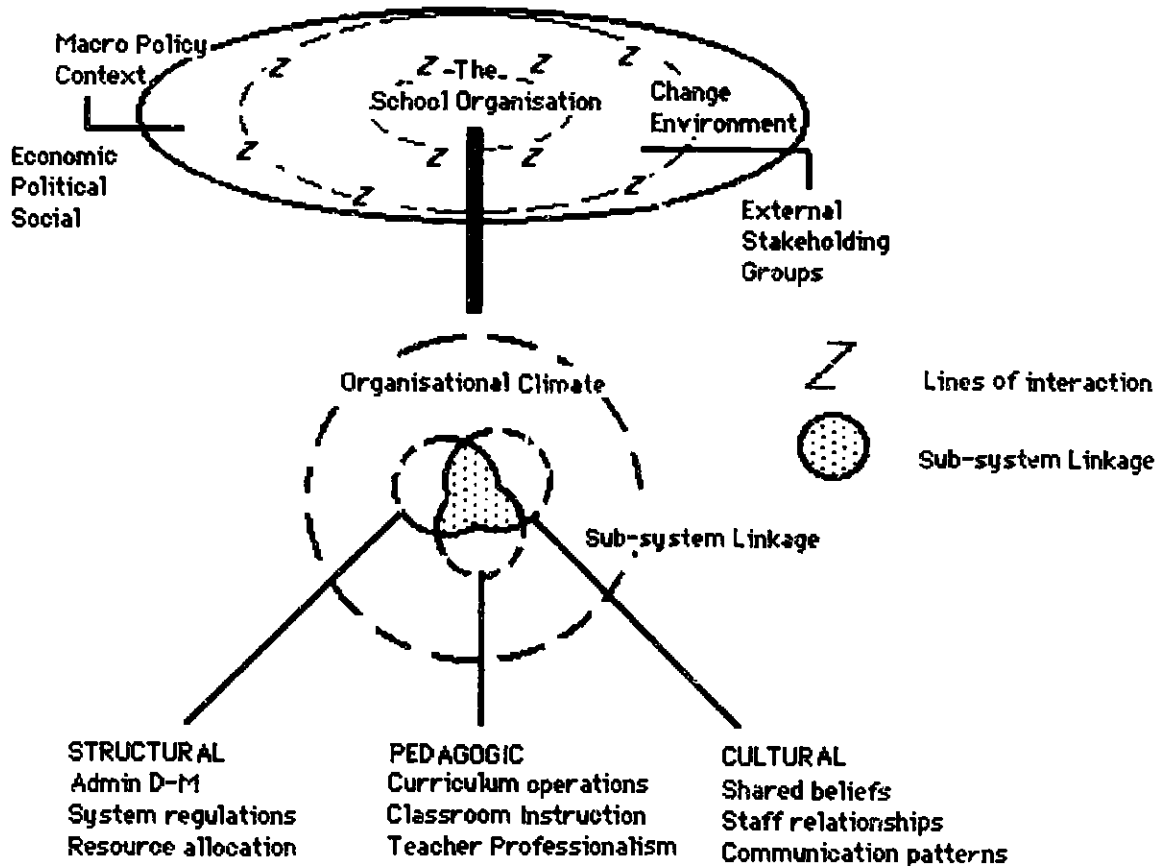 Macro Policy
Context
Economic
Political
Social
Z
Z
Z
Z
Z
Z
Z
Z
Z
Z
The
School Organisation
Change
Environment
External
Stakeholding
Groups
Organisational Climate
Sub-system Linkage
Z Lines of interaction
Sub-system Linkage
STRUCTURAL
Admin D-M
System regulations
Resource allocation
PEDAGOGIC
Curriculum operations
Classroom Instruction
Teacher Professionalism
CULTURAL
Shared beliefs
Staff relationships
Communication patterns